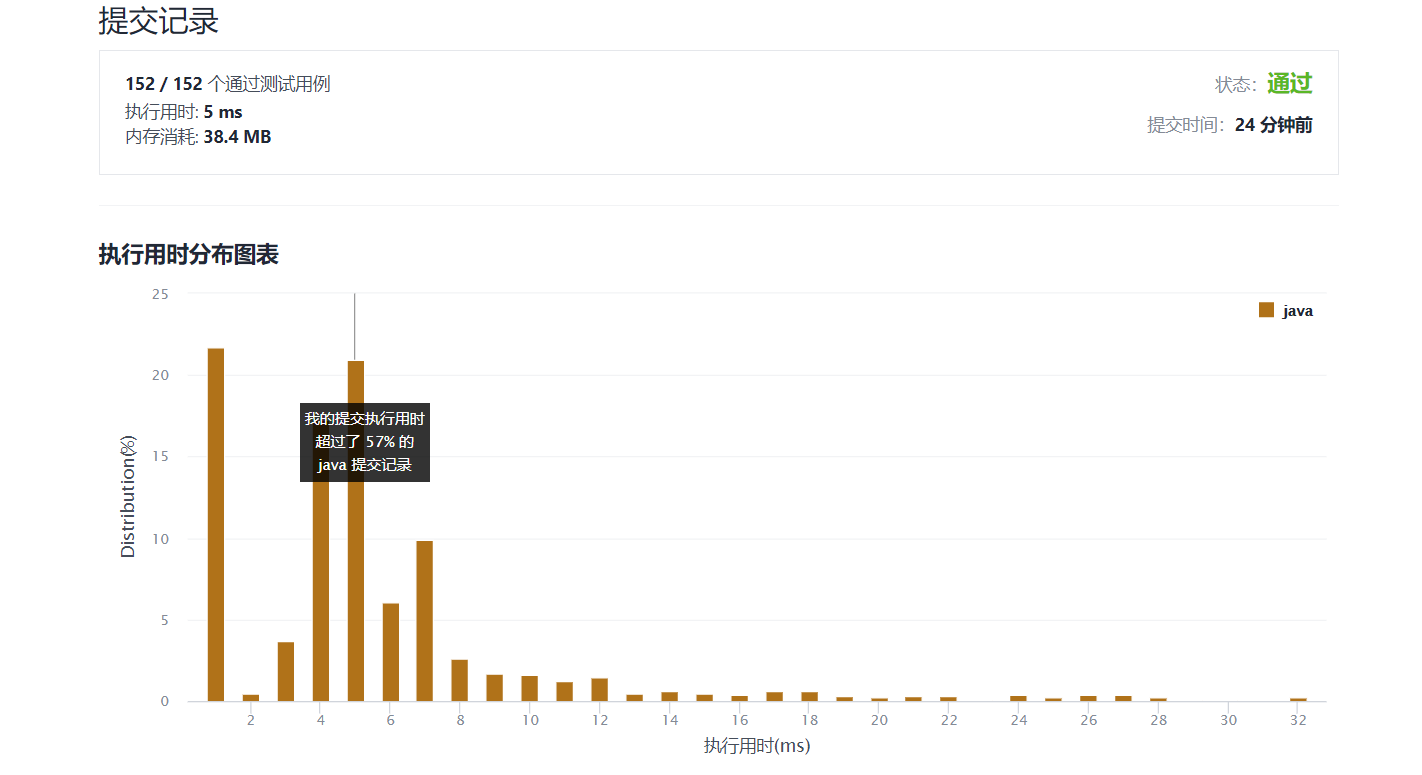 提交记录
152 / 152 个通过测试用例
状态：通过
执行用时: 5 ms
提交时间：24 分钟前
内存消耗: 38.4 MB
执行用时分布图表
java
25
20
15
10
5
0
Distribution(%)
我的提交执行用时
超过了 57% 的
java 提交记录
2 4 6 8 10 12 14 16 18 20 22 24 26 28 30 32
执行用时(ms)